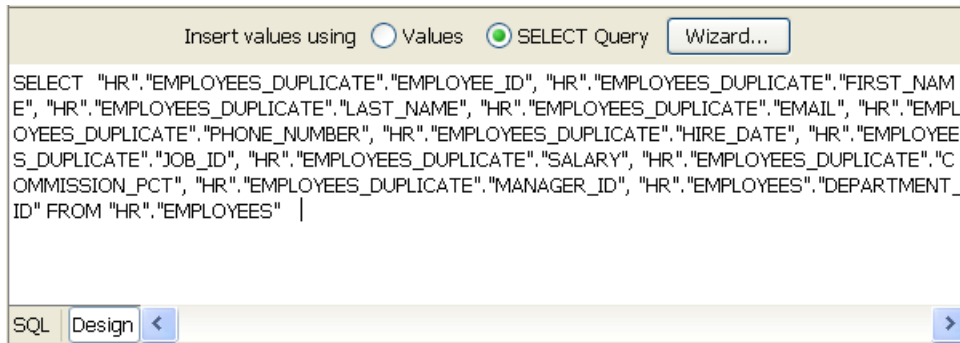 Insert values using Values SELECT Query Wizard...
SELECT "HR"."EMPLOYEES_DUPLICATE"."EMPLOYEE_ID", "HR"."EMPLOYEES_DUPLICATE"."FIRST_NAM
E", "HR"."EMPLOYEES_DUPLICATE"."LAST_NAME", "HR"."EMPLOYEES_DUPLICATE"."EMAIL", "HR"."EMPL
OYEES_DUPLICATE"."PHONE_NUMBER", "HR"."EMPLOYEES_DUPLICATE"."HIRE_DATE", "HR"."EMPLOYEE
S_DUPLICATE"."JOB_ID", "HR"."EMPLOYEES_DUPLICATE"."SALARY", "HR"."EMPLOYEES_DUPLICATE"."C
OMMISSION_PCT", "HR"."EMPLOYEES_DUPLICATE"."MANAGER_ID", "HR"."EMPLOYEES"."DEPARTMENT_
ID" FROM "HR"."EMPLOYEES"
SQL Design